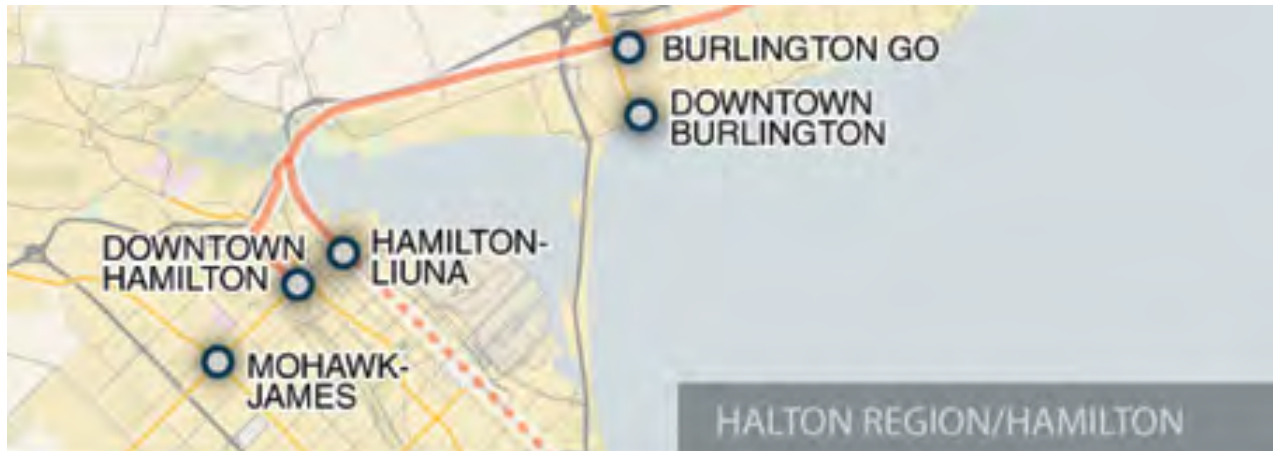 BURLINGTON GO
DOWNTOWN
BURLINGTON
DOWNTOWN
HAMILTON
HAMILTON-
LIUNA
MOHAWK-
JAMES
HALTON REGION/HAMILTON